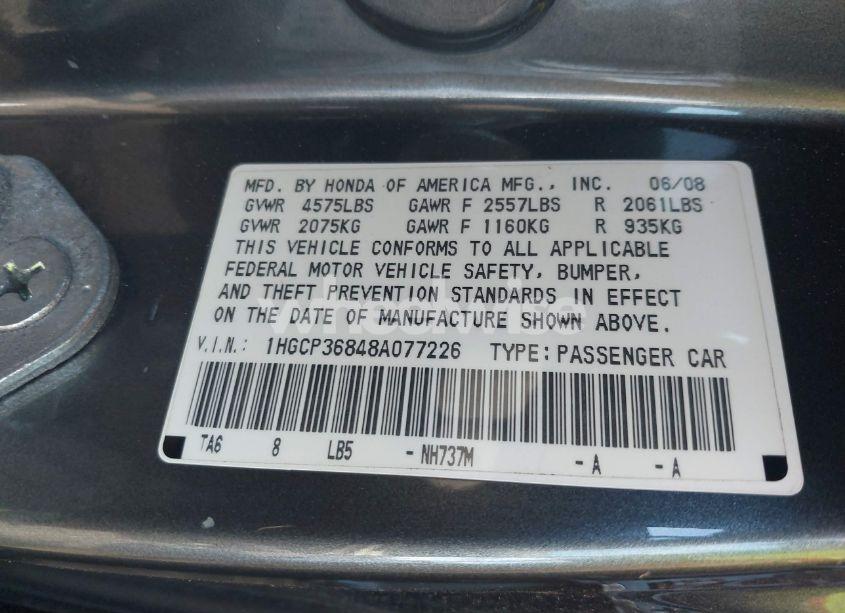 MFD. BY HONDA OF AMERICA MFG., INC. 06/08
GVWR 4575LBS GAWR F 2557LBS R 2061LBS
GVWR 2075KG GAWR F 1160KG R 935KG
THIS VEHICLE CONFORMS TO ALL APPLICABLE
FEDERAL MOTOR VEHICLE SAFETY, BUMPER,
AND THEFT PREVENTION STANDARDS IN EFFECT
ON THE DATE OF MANUFACTURE SHOWN ABOVE.
V.I.N.: 1HGCP36848A077226 TYPE: PASSENGER CAR
TA6 8 LB5 - NH737M - A - A